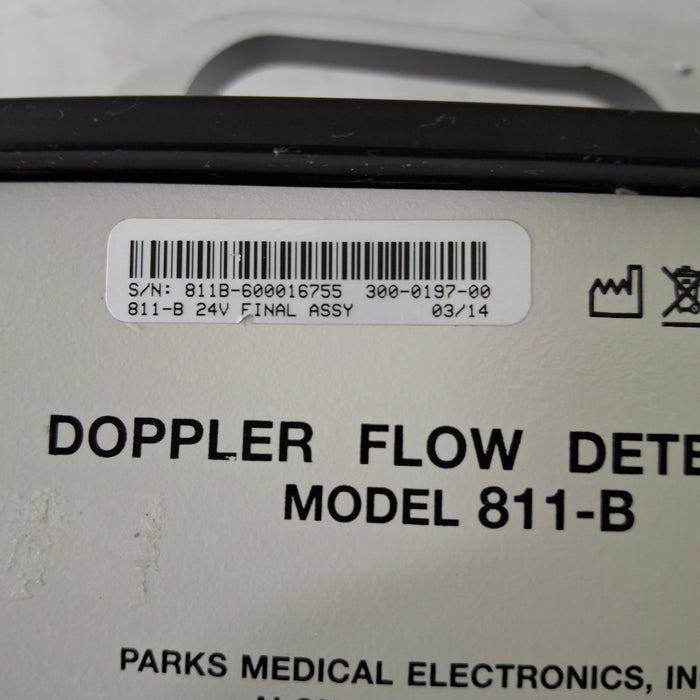 S/N: 811B-600016755 300-0197-00
811-B 24V FINAL ASSY 03/14
DOPPLER FLOW DETE
MODEL 811-B
PARKS MEDICAL ELECTRONICS, IN